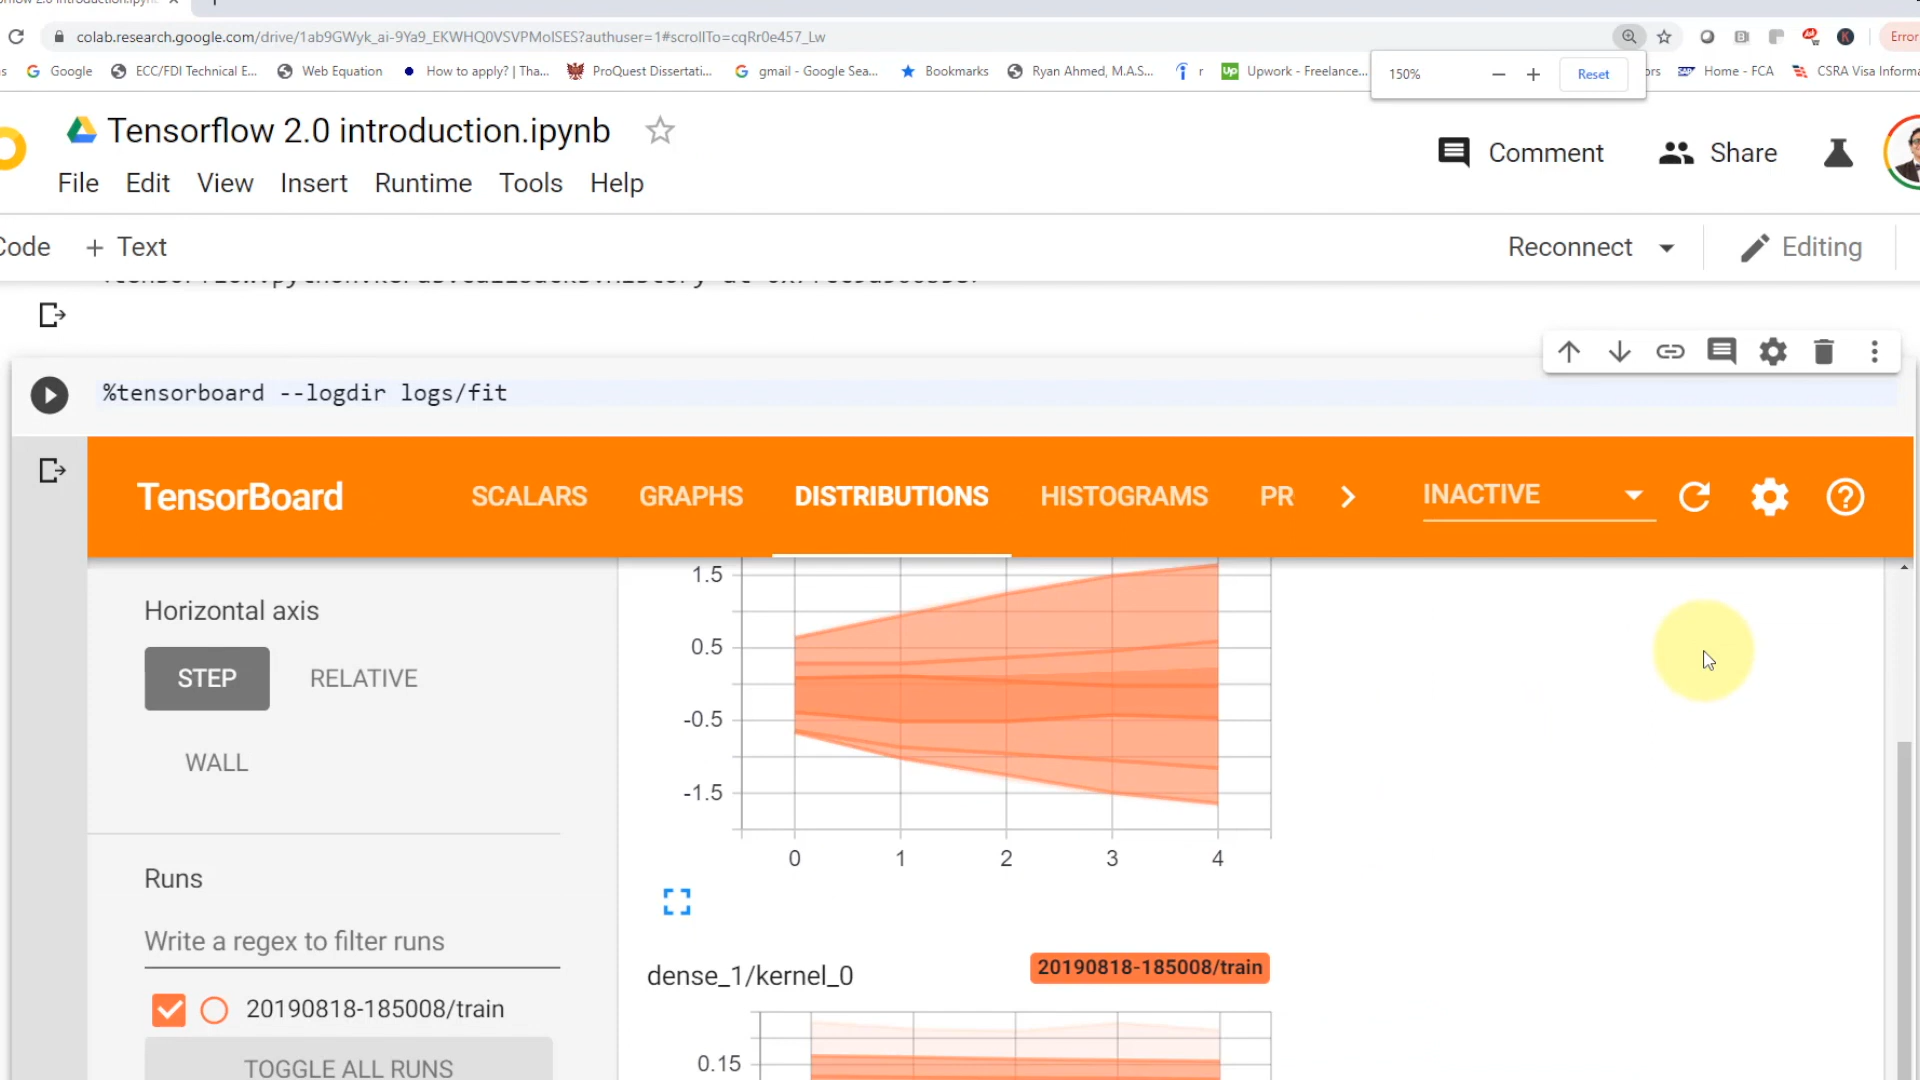 colab.research.google.com/drive/1ab9GWyk_ai-9Ya9_EKWHQ0VSVPMolSES?authuser=1#scrollTo=cqRr0e457_Lw
Error
s Google ECC/FDI Technical E... Web Equation How to apply? | Tha... ProQuest Dissertati... gmail - Google Sea... Bookmarks Ryan Ahmed, M.A.S... r Upwork - Freelance... ors Home - FCA CSRA Visa Informa
150% Reset
Tensorflow 2.0 introduction.ipynb
Comment Share
File Edit View Insert Runtime Tools Help
Code + Text Reconnect Editing
%tensorboard --logdir logs/fit
TensorBoard SCALARS GRAPHS DISTRIBUTIONS HISTOGRAMS PR INACTIVE
Horizontal axis
STEP RELATIVE
WALL
Runs
Write a regex to filter runs
20190818-185008/train
TOGGLE ALL RUNS
1.5
0.5
-0.5
-1.5
0 1 2 3 4
dense_1/kernel_0 20190818-185008/train
0.15